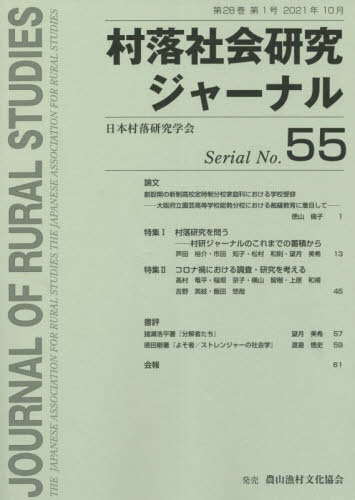 第28巻 第1号 2021年 10月
村落社会研究
ジャーナル
日本村落研究学会
Serial No. 55
論文
創設期の新制高校定時制分校家庭科における学校受容
――大阪府立園芸高等学校能勢分校における裁縫教育に着目して――
徳山 倫子 1
特集Ⅰ 村落研究を問う
――村研ジャーナルのこれまでの蓄積から
芦田 裕介・市田 知子・松村 和則・望月 美希 13
特集Ⅱ コロナ禍における調査・研究を考える
髙村 竜平・稲垣 京子・横山 智樹・上原 和揮
吉野 英岐・飯田 悠哉 45
書評
猪瀬浩平著『分解者たち』 望月 美希 57
徳田剛著『よそ者／ストレンジャーの社会学』 渡邉 悟史 59
会報 61
発売 農山漁村文化協会
JOURNAL OF RURAL STUDIES
THE JAPANESE ASSOCIATION FOR RURAL STUDIES THE JAPANESE ASSOCIATION FOR RURAL STUDIES